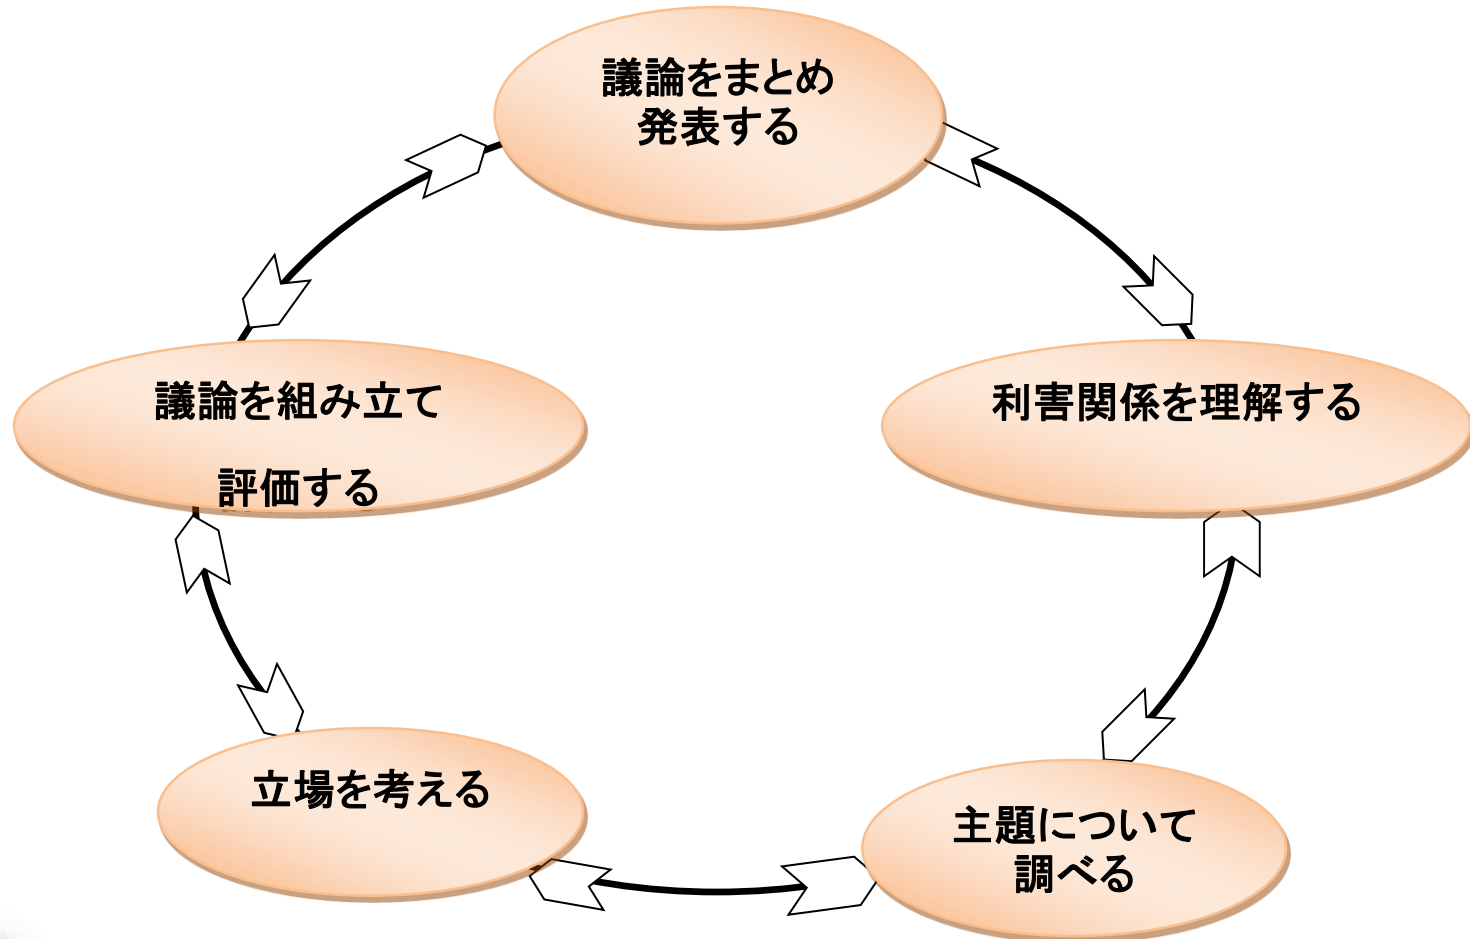 議論をまとめ
発表する
議論を組み立て
評価する
利害関係を理解する
立場を考える
主題について
調べる